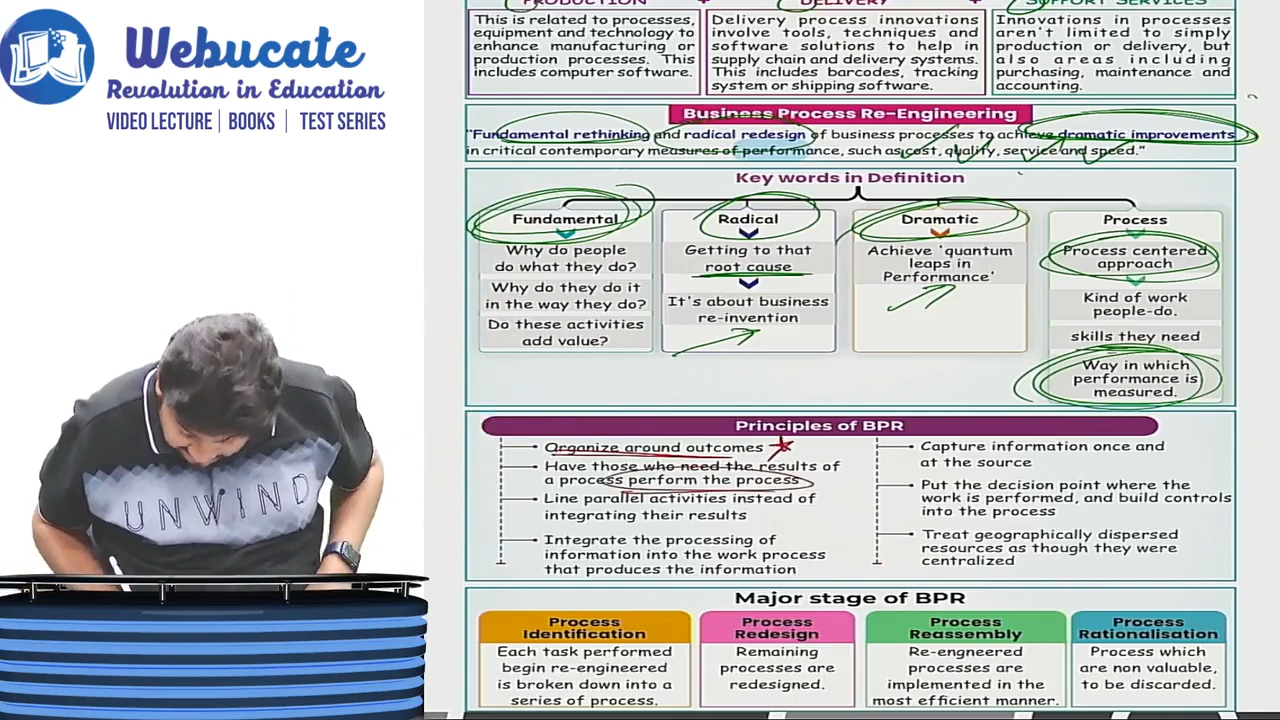 Webucate
Revolution in Education
VIDEO LECTURE | BOOKS | TEST SERIES
UNWIND
PRODUCTION + DELIVERY + SUPPORT SERVICES
This is related to processes,
equipment and technology to
enhance manufacturing or
production processes. This
includes computer software.
Delivery process innovations
involve tools, techniques and
software solutions to help in
supply chain and delivery systems.
This includes barcodes, tracking
system or shipping software.
Innovations in processes
aren't limited to simply
production or delivery, but
also areas including
purchasing, maintenance and
accounting.
Business Process Re-Engineering
"Fundamental rethinking and radical redesign of business processes to achieve dramatic improvements
in critical contemporary measures of performance, such as cost, quality, service and speed."
Key words in Definition
Fundamental
Why do people
do what they do?
Why do they do it
in the way they do?
Do these activities
add value?
Radical
Getting to that
root cause
It's about business
re-invention
Dramatic
Achieve 'quantum
leaps in
Performance'
Process
Process centered
approach
Kind of work
people-do.
skills they need
Way in which
performance is
measured.
Principles of BPR
Organize around outcomes
Have those who need the results of
a process perform the process
Line parallel activities instead of
integrating their results
Integrate the processing of
information into the work process
that produces the information
Capture information once and
at the source
Put the decision point where the
work is performed, and build controls
into the process
Treat geographically dispersed
resources as though they were
centralized
Major stage of BPR
Process
Identification
Each task performed
begin re-engineered
is broken down into a
series of process.
Process
Redesign
Remaining
processes are
redesigned.
Process
Reassembly
Re-engneered
processes are
implemented in the
most efficient manner.
Process
Rationalisation
Process which
are non valuable,
to be discarded.